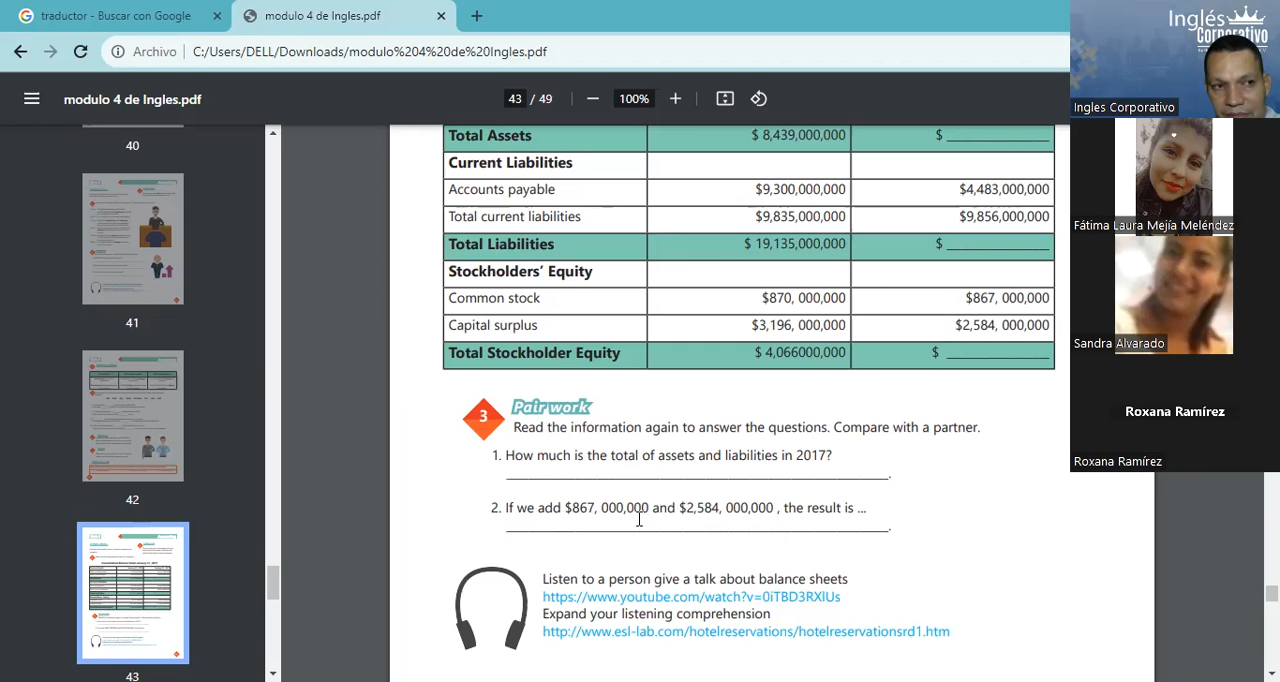 traductor - Buscar con Google
modulo 4 de Ingles.pdf
Archivo
C:/Users/DELL/Downloads/modulo%204%20de%20Ingles.pdf
modulo 4 de Ingles.pdf
43 / 49
100%
40
41
42
43
Total Assets $ 8,439,000,000 $ ______________
Current Liabilities
Accounts payable $9,300,000,000 $4,483,000,000
Total current liabilities $9,835,000,000 $9,856,000,000
Total Liabilities $ 19,135,000,000 $ ______________
Stockholders’ Equity
Common stock $870, 000,000 $867, 000,000
Capital surplus $3,196, 000,000 $2,584, 000,000
Total Stockholder Equity $ 4,066000,000 $ ______________
3 Pair work
Read the information again to answer the questions. Compare with a partner.
1. How much is the total of assets and liabilities in 2017?
______________________________________________.
2. If we add $867, 000,000 and $2,584, 000,000 , the result is ...
______________________________________________.
Listen to a person give a talk about balance sheets
https://www.youtube.com/watch?v=0iTBD3RXlUs
Expand your listening comprehension
http://www.esl-lab.com/hotelreservations/hotelreservationsrd1.htm
Inglés
Corporativo
Ingles Corporativo
Fátima Laura Mejía Meléndez
Sandra Alvarado
Roxana Ramírez
Roxana Ramírez